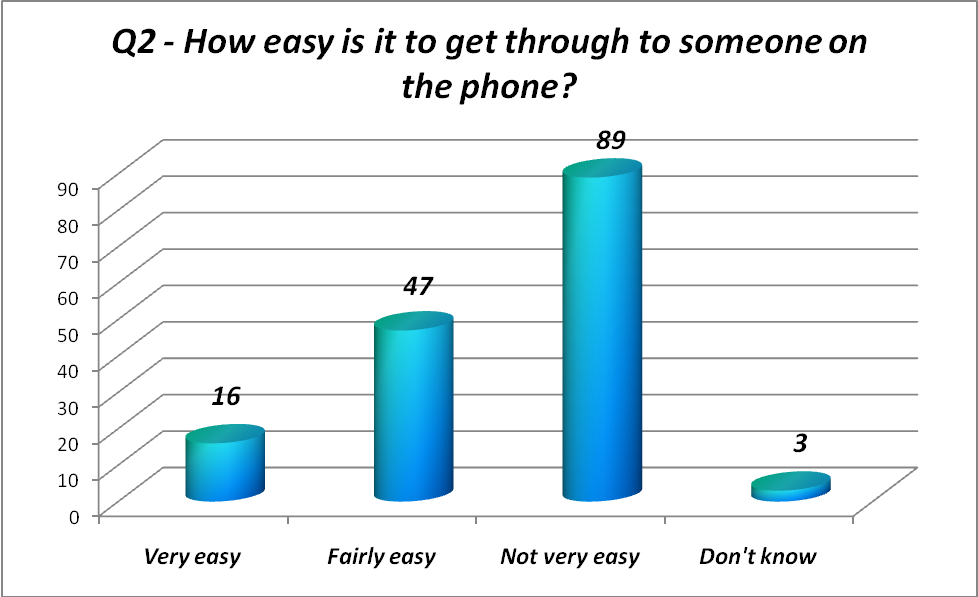 Q2 - How easy is it to get through to someone on
the phone?
89
47
16
3
90
80
70
60
50
40
30
20
10
0
Very easy
Fairly easy
Not very easy
Don't know